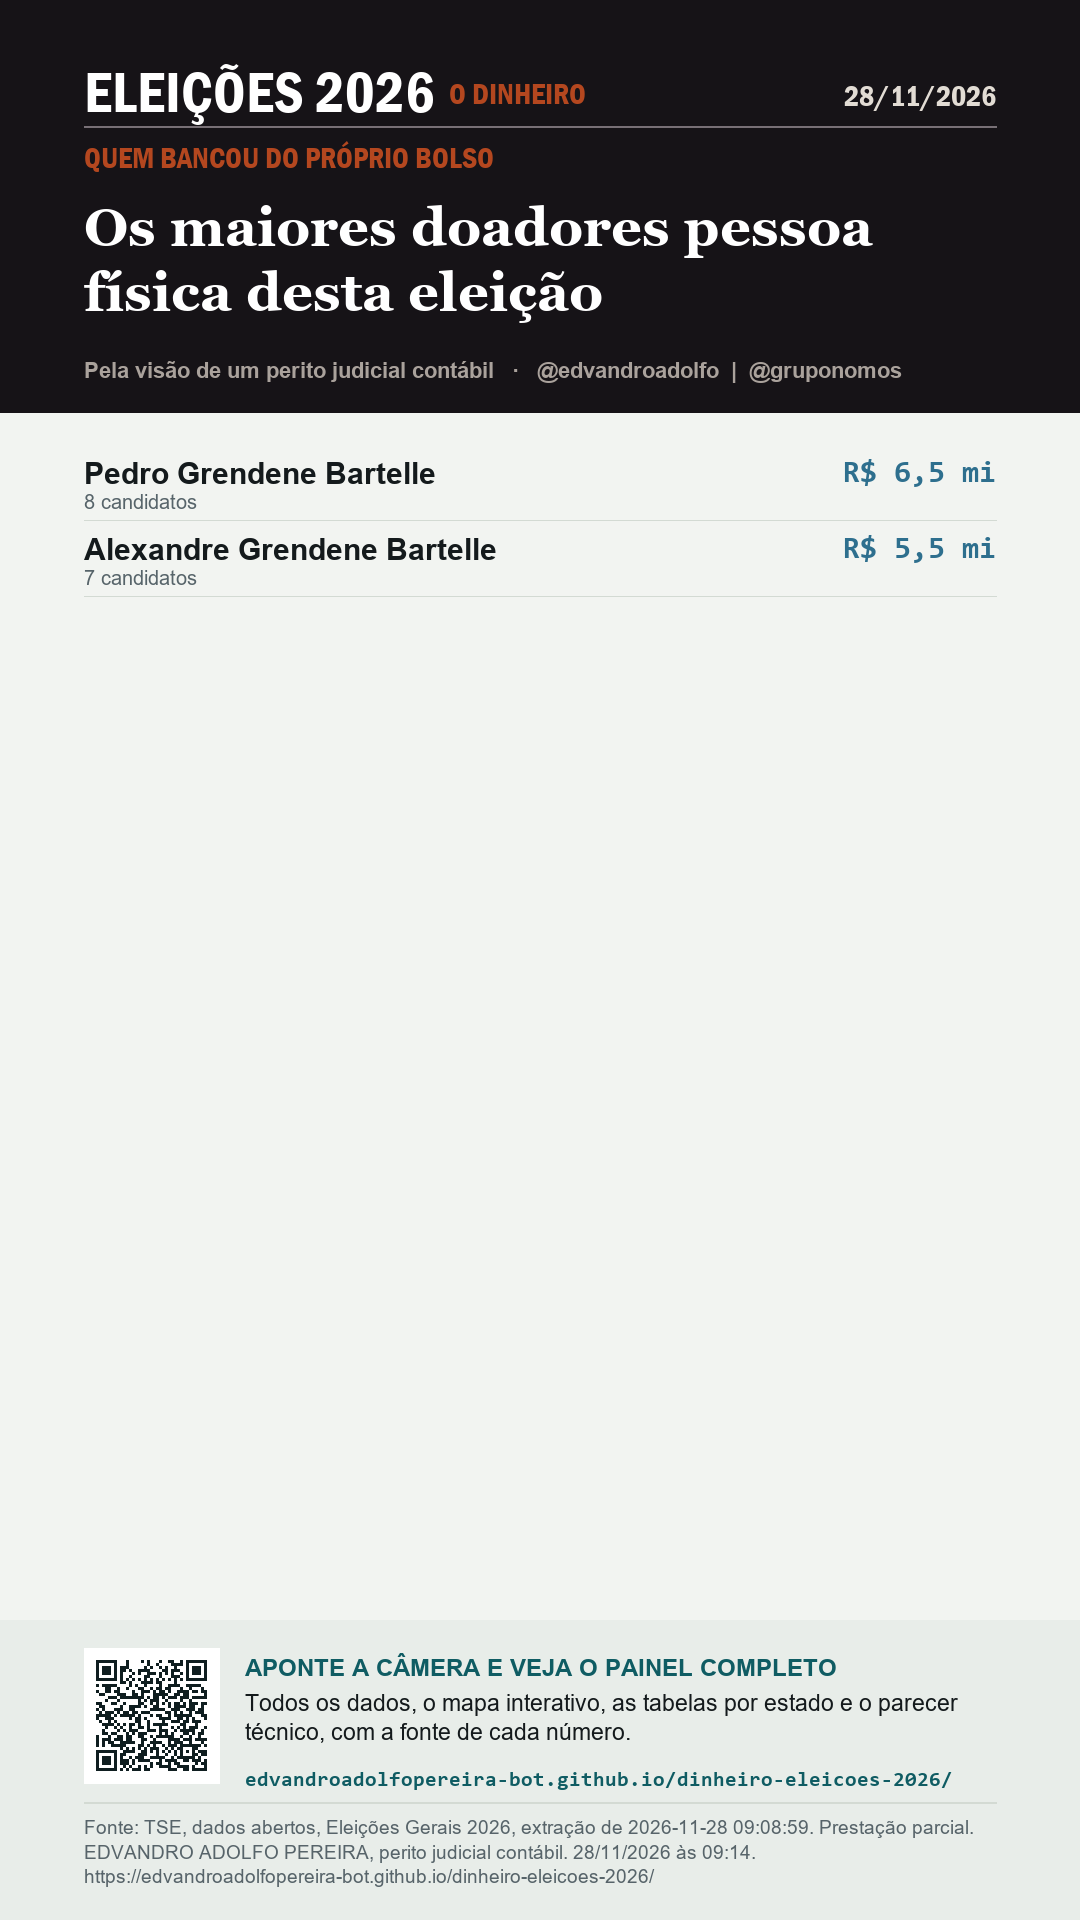 ELEIÇÕES 2026 O DINHEIRO 28/11/2026
QUEM BANCOU DO PRÓPRIO BOLSO
Os maiores doadores pessoa
física desta eleição
Pela visão de um perito judicial contábil · @edvandroadolfo | @gruponomos
Pedro Grendene Bartelle R$ 6,5 mi
8 candidatos
Alexandre Grendene Bartelle R$ 5,5 mi
7 candidatos
APONTE A CÂMERA E VEJA O PAINEL COMPLETO
Todos os dados, o mapa interativo, as tabelas por estado e o parecer
técnico, com a fonte de cada número.
edvandroadolfopereira-bot.github.io/dinheiro-eleicoes-2026/
Fonte: TSE, dados abertos, Eleições Gerais 2026, extração de 2026-11-28 09:08:59. Prestação parcial.
EDVANDRO ADOLFO PEREIRA, perito judicial contábil. 28/11/2026 às 09:14.
https://edvandroadolfopereira-bot.github.io/dinheiro-eleicoes-2026/